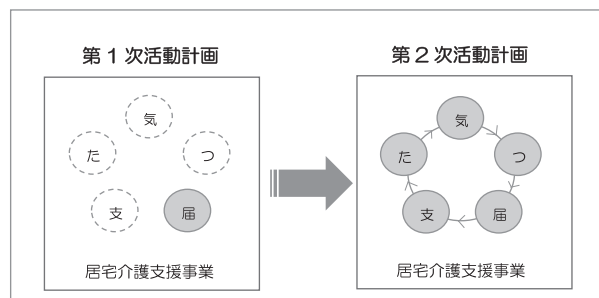 第1次活動計画
気
た
つ
支
届
居宅介護支援事業
第2次活動計画
気
た
つ
支
届
居宅介護支援事業